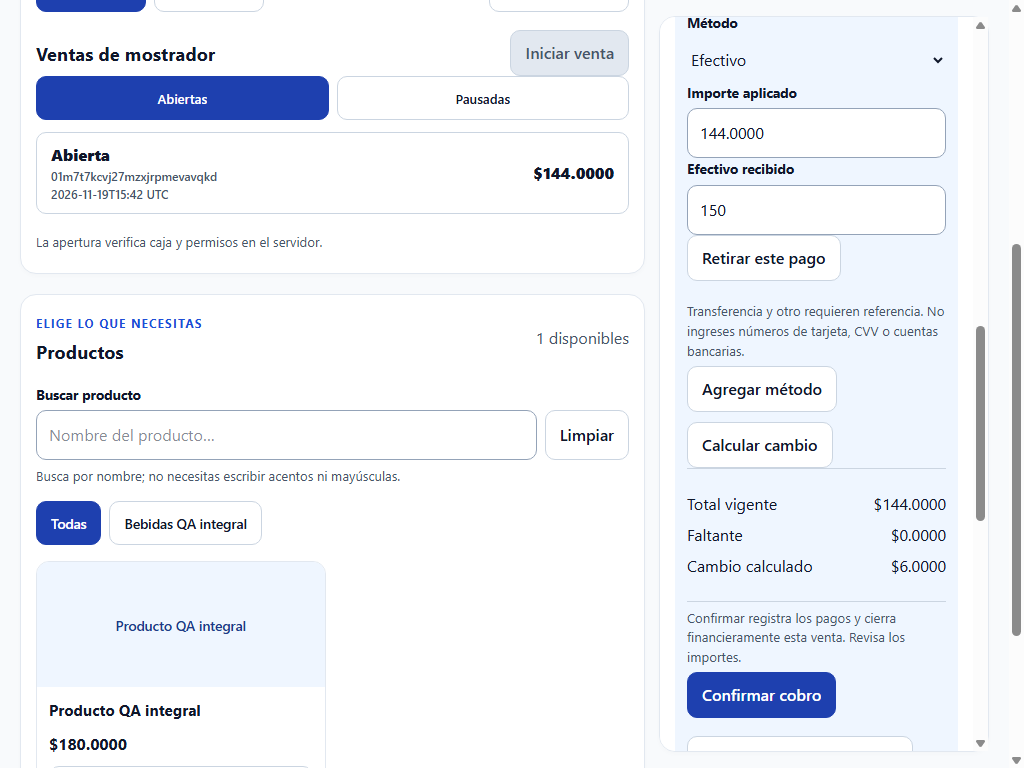 Ventas de mostrador
Iniciar venta
Abiertas
Pausadas
Abierta
01m7t7kcvj27mzxjrpmevavqkd
2026-11-19T15:42 UTC
$144.0000
La apertura verifica caja y permisos en el servidor.
ELIGE LO QUE NECESITAS
Productos
1 disponibles
Buscar producto
Nombre del producto...
Limpiar
Busca por nombre; no necesitas escribir acentos ni mayúsculas.
Todas
Bebidas QA integral
Producto QA integral
Producto QA integral
$180.0000
Método
Efectivo
Importe aplicado
144.0000
Efectivo recibido
150
Retirar este pago
Transferencia y otro requieren referencia. No
ingreses números de tarjeta, CVV o cuentas
bancarias.
Agregar método
Calcular cambio
Total vigente $144.0000
Faltante $0.0000
Cambio calculado $6.0000
Confirmar registra los pagos y cierra
financieramente esta venta. Revisa los
importes.
Confirmar cobro